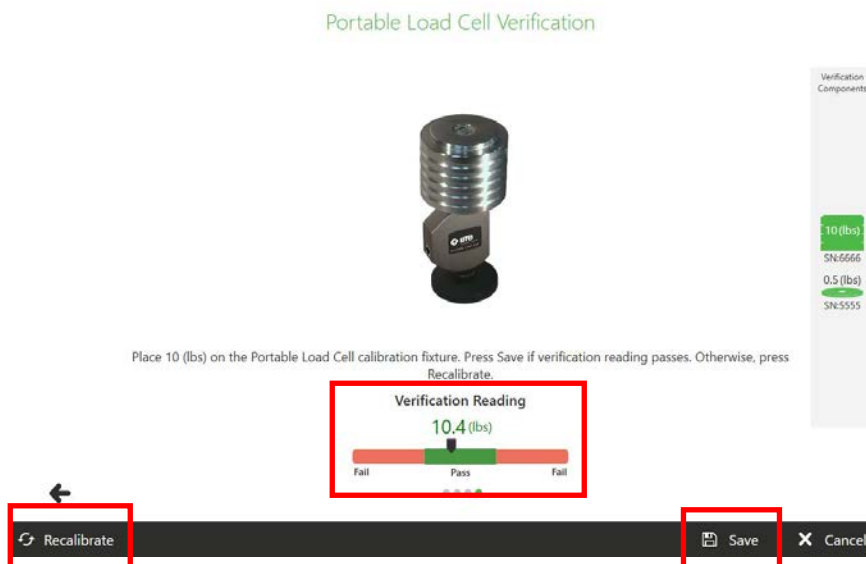 Portable Load Cell Verification
Verification
Components
10 (lbs)
SN:6666
0.5 (lbs)
SN:5555
Place 10 (lbs) on the Portable Load Cell calibration fixture. Press Save if verification reading passes. Otherwise, press
Recalibrate.
Verification Reading
10.4 (lbs)
Fail Pass Fail
Recalibrate Save Cancel